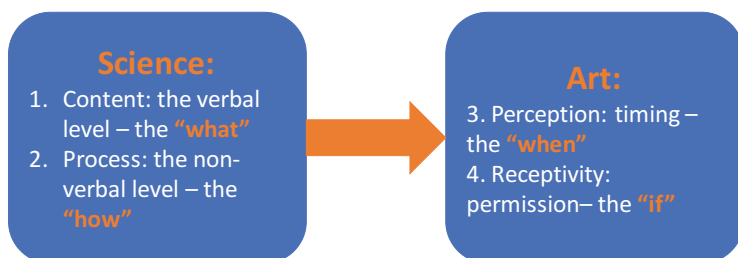 Science:
1. Content: the verbal
level – the “what”
2. Process: the non-
verbal level – the
“how”
Art:
3. Perception: timing –
the “when”
4. Receptivity:
permission– the “if”